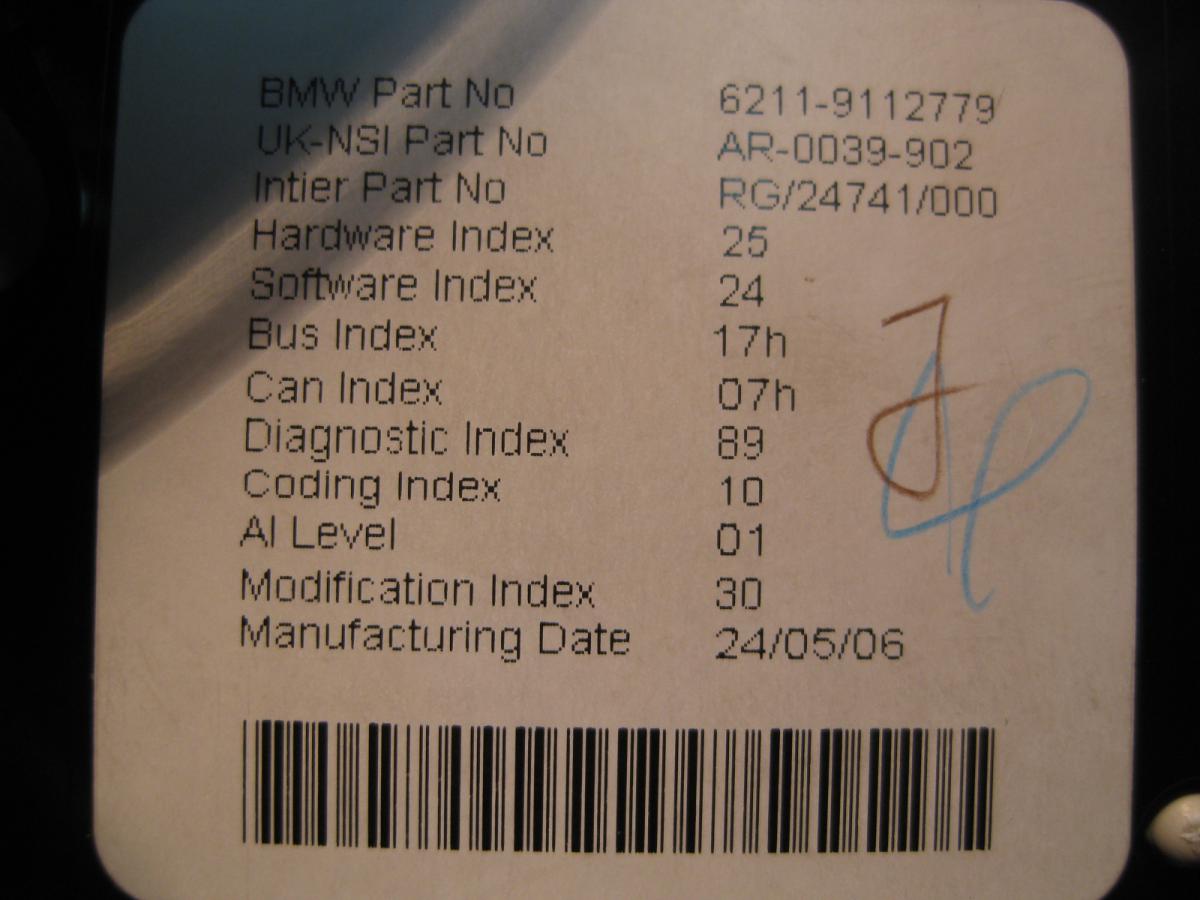 BMW Part No 6211-9112779
UK-NSI Part No AR-0039-902
Intier Part No RG/24741/000
Hardware Index 25
Software Index 24
Bus Index 17h
Can Index 07h
Diagnostic Index 89
Coding Index 10
AI Level 01
Modification Index 30
Manufacturing Date 24/05/06